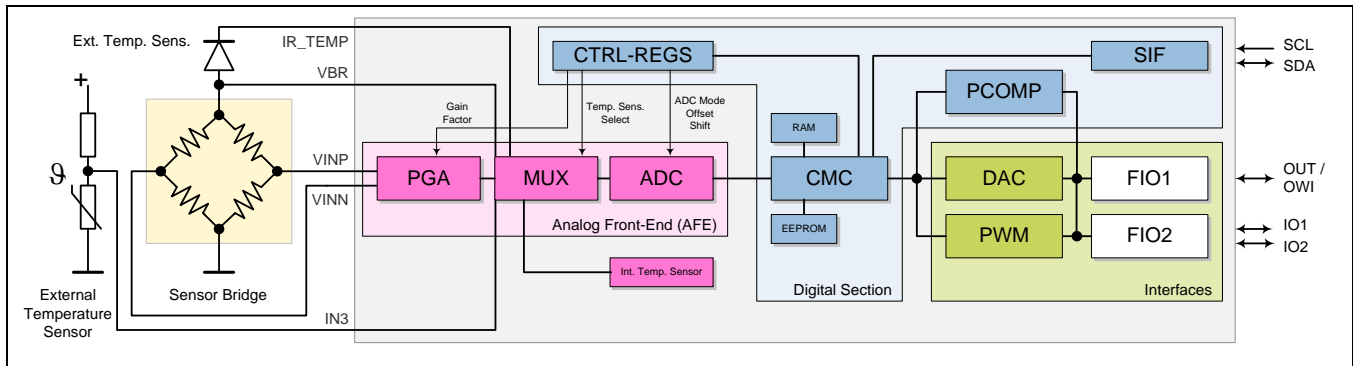 Ext. Temp. Sens.
IR_TEMP
VBR
+
ϑ
VINP
VINN
External
Temperature
Sensor
Sensor Bridge
IN3
CTRL-REGS
SIF
SCL
SDA
PCOMP
Gain
Factor
Temp. Sens.
Select
ADC Mode
Offset
Shift
RAM
PGA
MUX
ADC
CMC
DAC
FIO1
OUT /
OWI
Analog Front-End (AFE)
EEPROM
PWM
FIO2
IO1
IO2
Int. Temp. Sensor
Digital Section
Interfaces